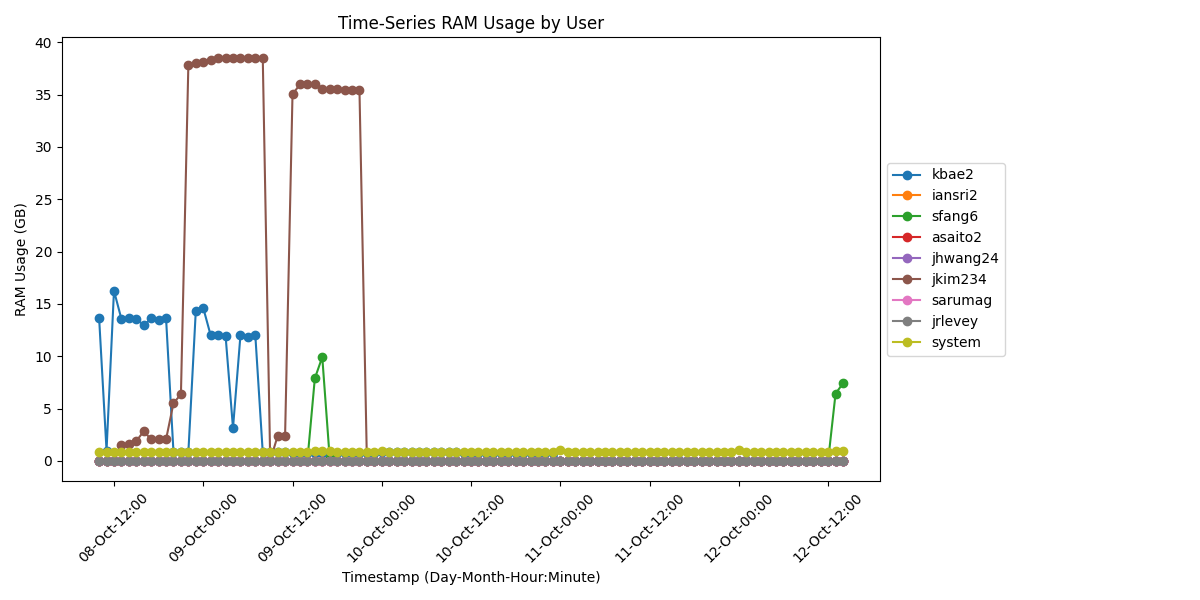 Time-Series RAM Usage by User
RAM Usage (GB)
40
35
30
25
20
15
10
5
0
08-Oct-12:00
09-Oct-00:00
09-Oct-12:00
10-Oct-00:00
10-Oct-12:00
11-Oct-00:00
11-Oct-12:00
12-Oct-00:00
12-Oct-12:00
Timestamp (Day-Month-Hour:Minute)
kbae2
iansri2
sfang6
asaito2
jhwang24
jkim234
sarumag
jrlevey
system